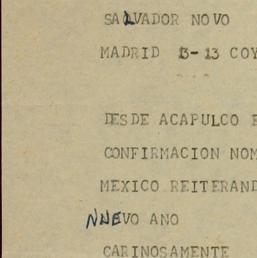 SALVADOR NOVO
MADRID 13-13 COY
DESDE ACAPULCO
CONFIRMACION NOM
MEXICO REITERAND
NUEVO ANO
CARINOSAMENTE